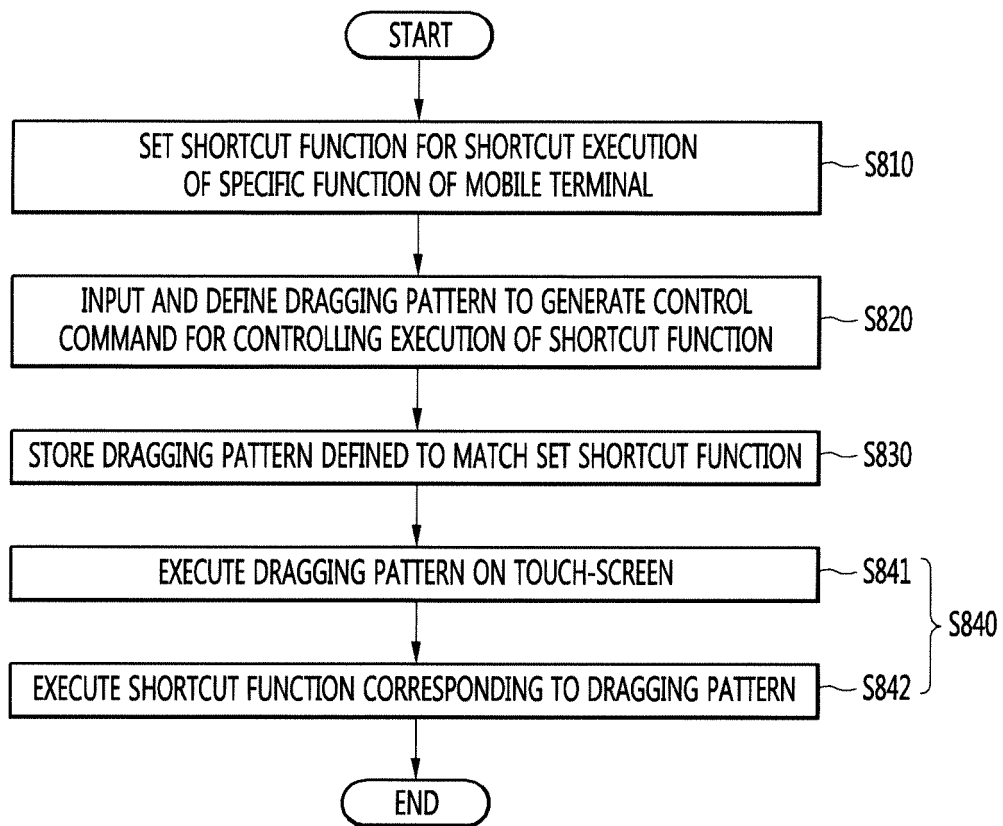 START
SET SHORTCUT FUNCTION FOR SHORTCUT EXECUTION
OF SPECIFIC FUNCTION OF MOBILE TERMINAL
S810
INPUT AND DEFINE DRAGGING PATTERN TO GENERATE CONTROL
COMMAND FOR CONTROLLING EXECUTION OF SHORTCUT FUNCTION
S820
STORE DRAGGING PATTERN DEFINED TO MATCH SET SHORTCUT FUNCTION
S830
EXECUTE DRAGGING PATTERN ON TOUCH-SCREEN
S841
S840
EXECUTE SHORTCUT FUNCTION CORRESPONDING TO DRAGGING PATTERN
S842
END